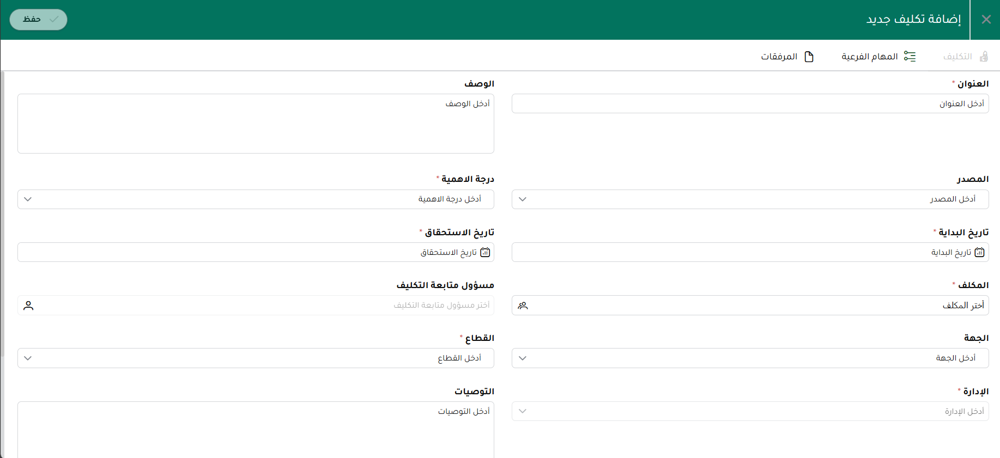 إضافة تكليف جديد
حفظ
التكليف
المهام الفرعية
المرفقات
العنوان *
أدخل العنوان
الوصف
أدخل الوصف
المصدر
أدخل المصدر
درجة الاهمية *
أدخل درجة الاهمية
تاريخ البداية *
تاريخ البداية
تاريخ الاستحقاق *
تاريخ الاستحقاق
المكلف *
أختر المكلف
مسؤول متابعة التكليف
أختر مسؤول متابعة التكليف
الجهة
أدخل الجهة
القطاع *
أدخل القطاع
الإدارة *
أدخل الإدارة
التوصيات
أدخل التوصيات